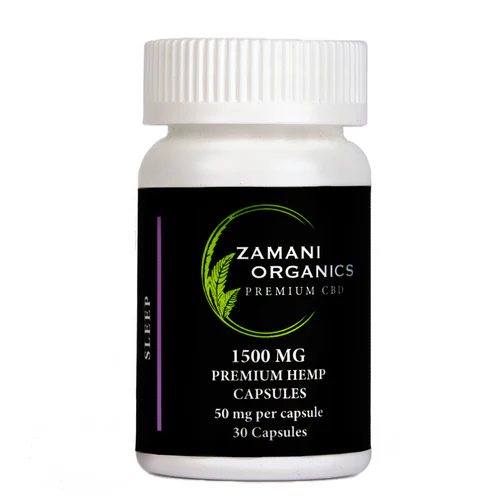 SLEEP
ZAMANI
ORGANICS
PREMIUM CBD
1500 MG
PREMIUM HEMP
CAPSULES
50 mg per capsule
30 Capsules